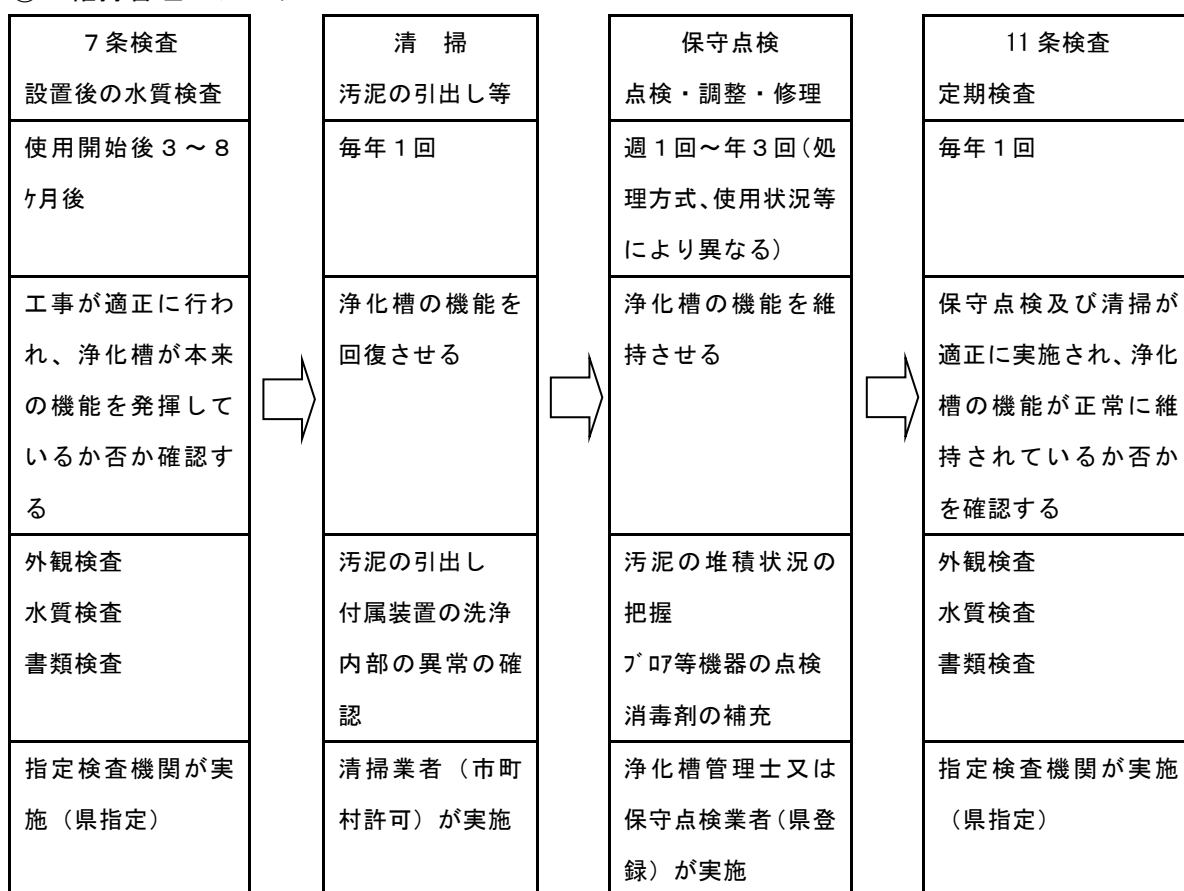 7条検査
設置後の水質検査
使用開始後3~8
ｹ月後
工事が適正に行わ
れ、浄化槽が本来
の機能を発揮して
いるか否か確認す
る
外観検査
水質検査
書類検査
指定検査機関が実
施（県指定）
清　掃
汚泥の引出し等
毎年1回
浄化槽の機能を
回復させる
汚泥の引出し
付属装置の洗浄
内部の異常の確
認
清掃業者（市町
村許可）が実施
保守点検
点検・調整・修理
週1回~年3回(処
理方式、使用状況等
により異なる)
浄化槽の機能を維
持させる
汚泥の堆積状況の
把握
ﾌﾞﾛｱ等機器の点検
消毒剤の補充
浄化槽管理士又は
保守点検業者(県登
録）が実施
11条検査
定期検査
毎年1回
保守点検及び清掃が
適正に実施され、浄化
槽の機能が正常に維
持されているか否か
を確認する
外観検査
水質検査
書類検査
指定検査機関が実施
（県指定）